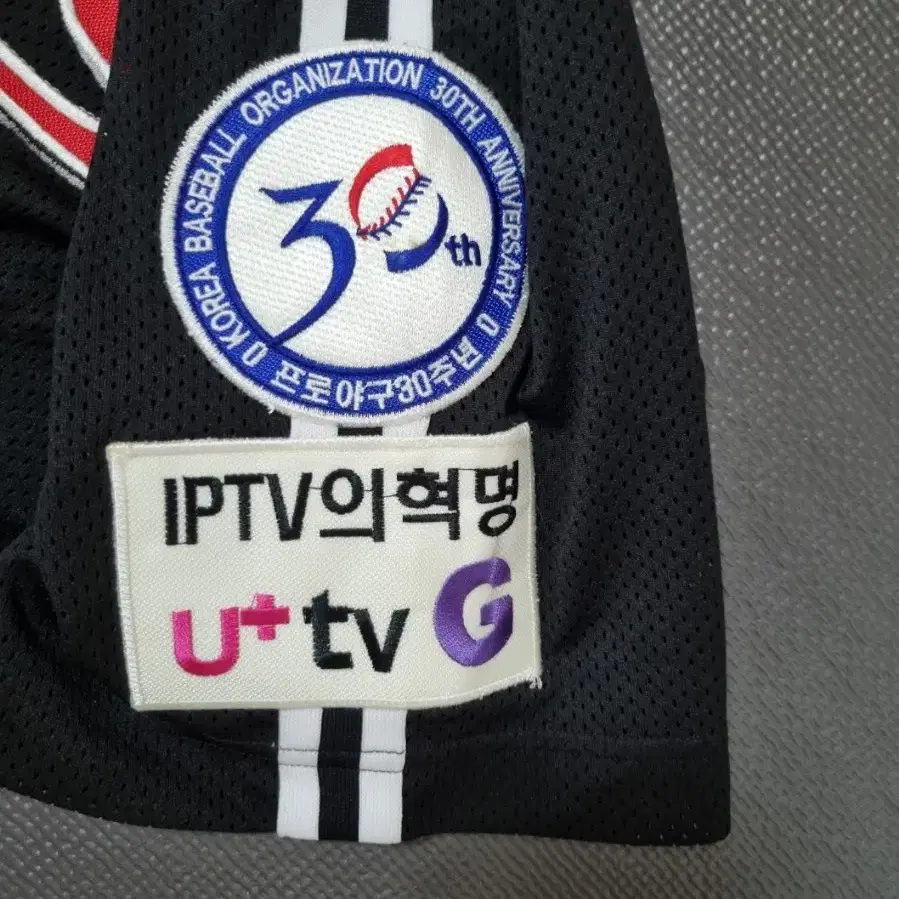 KOREA BASEBALL ORGANIZATION 30TH ANNIVERSARY
30th
프로야구30주년
IPTV의혁명
U+ tv G